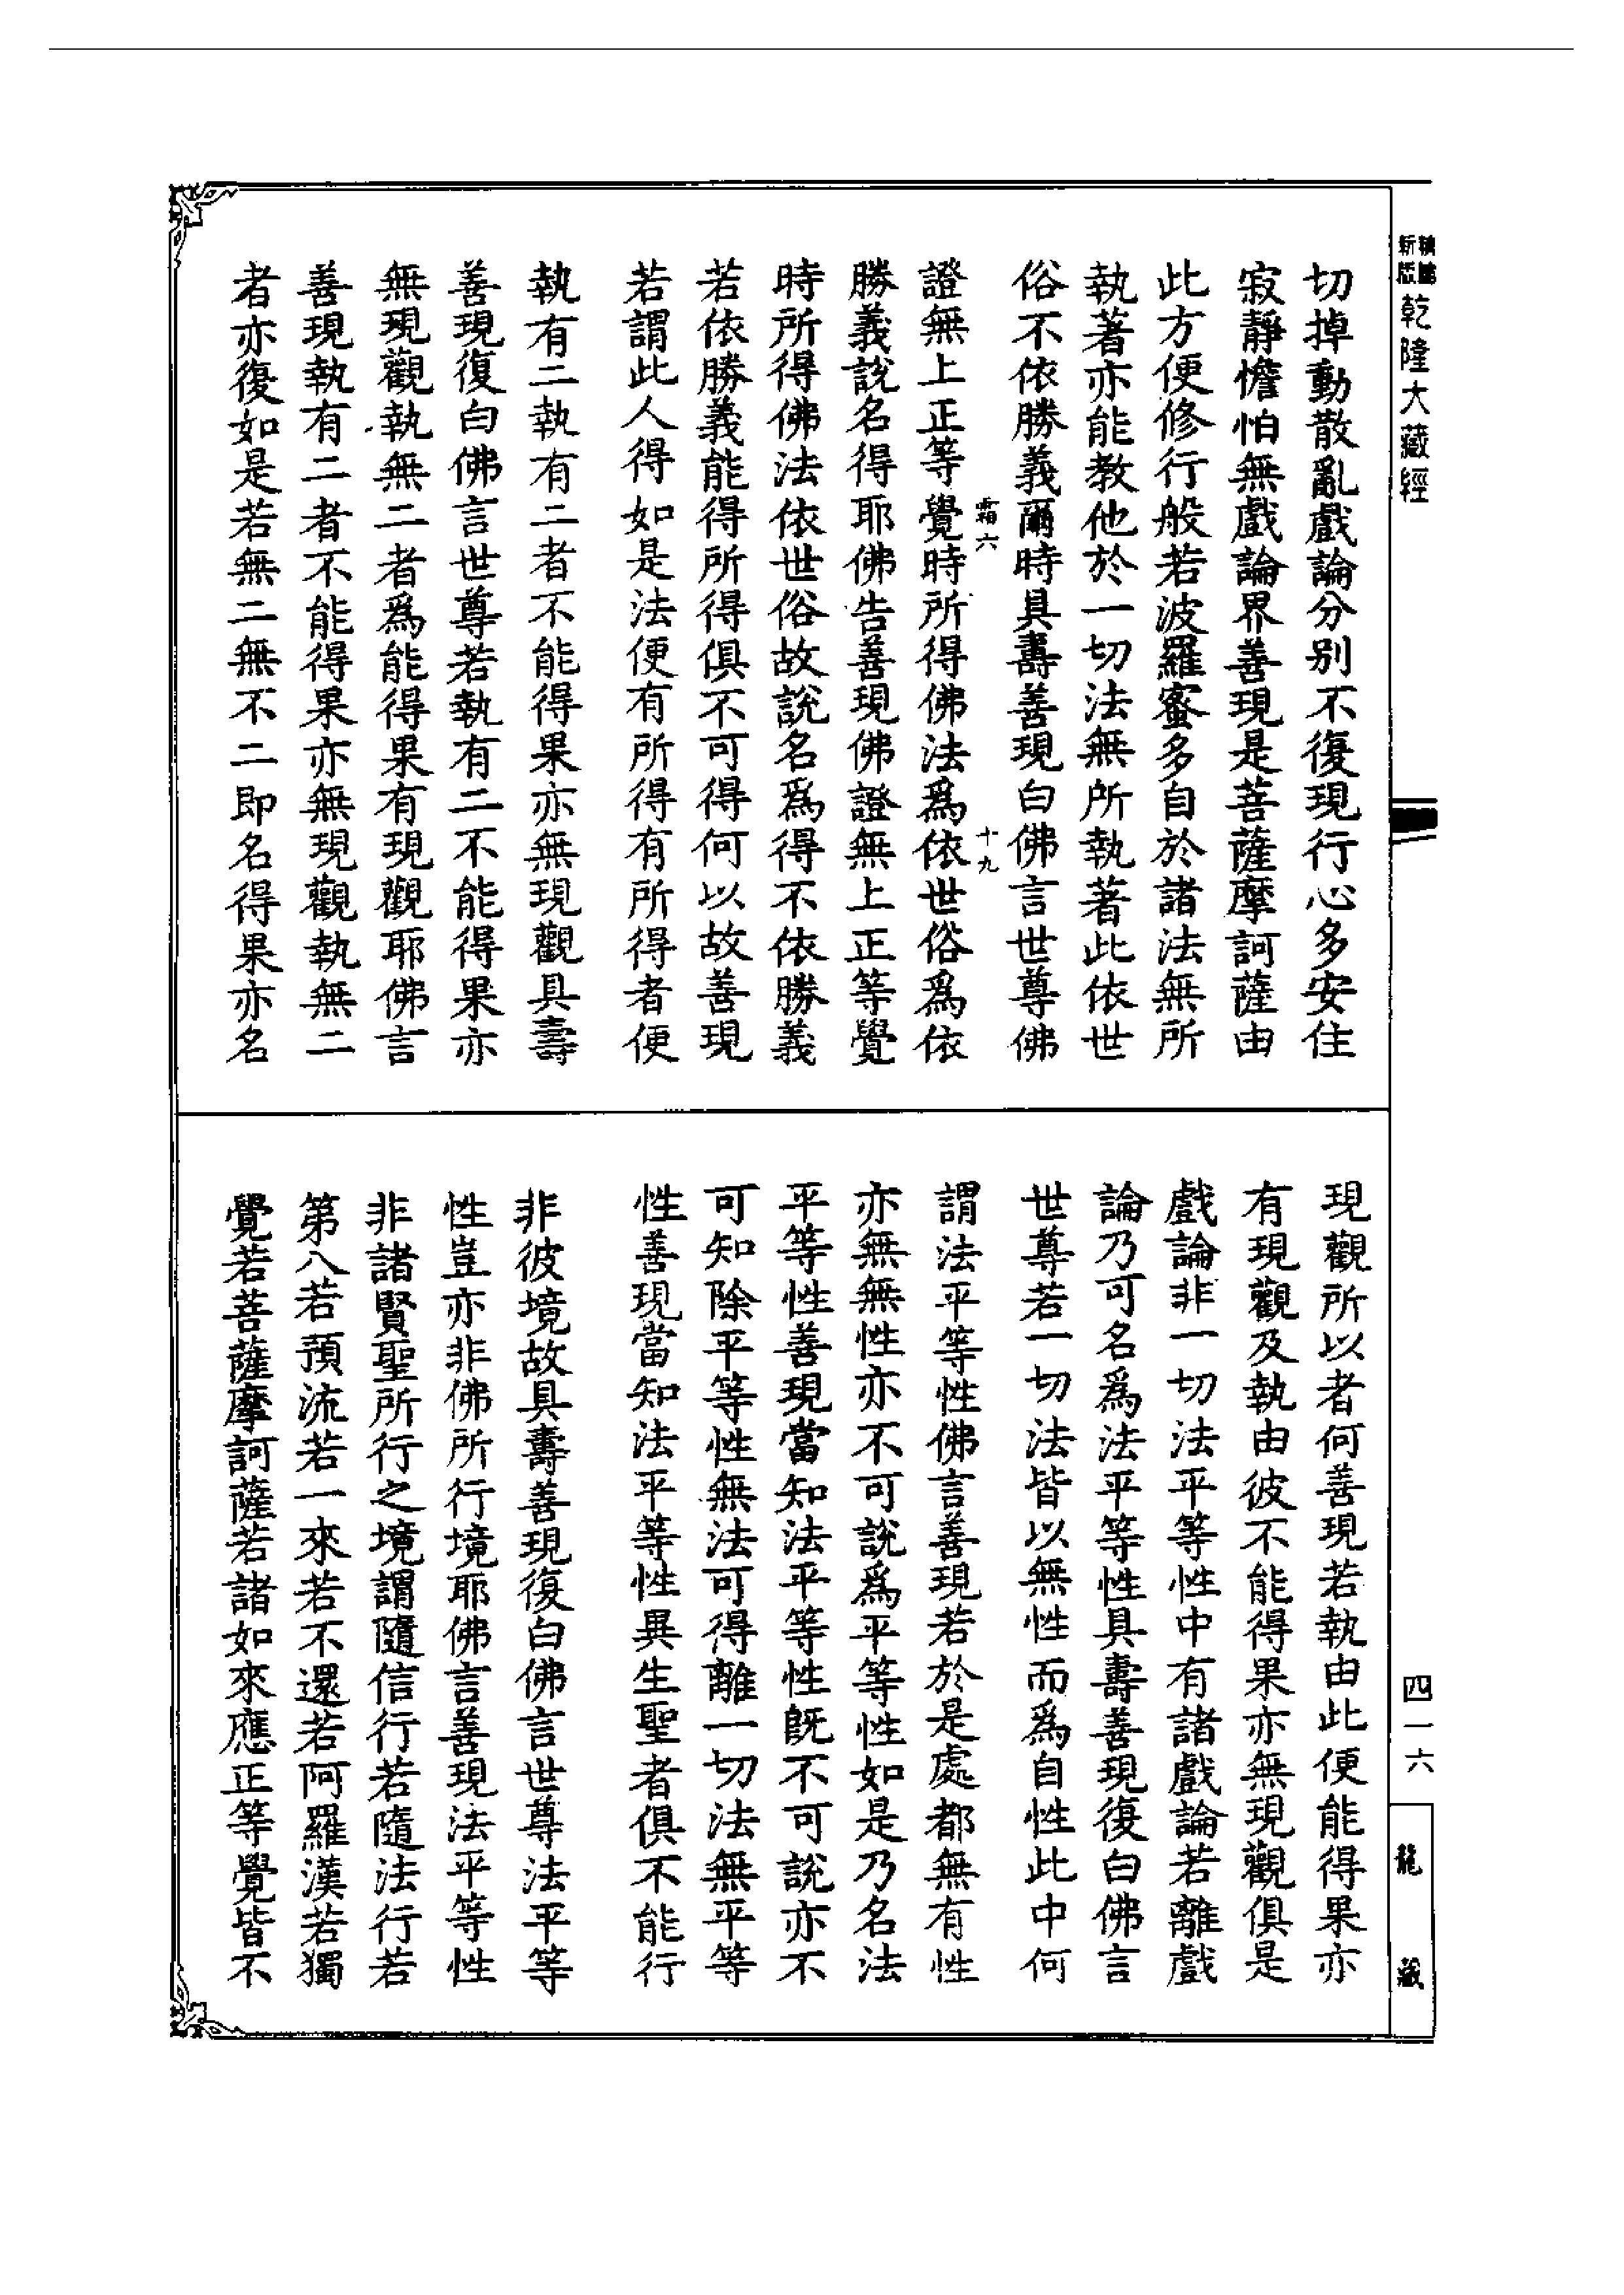 新版
乾隆大藏經
切掉動散亂戲論分別不復現行心多安住
寂靜憺怕無戲論界善現是菩薩摩訶薩由
此方便修行般若波羅蜜多自於諸法無所
執著亦能教他於一切法無所執著此依世
俗不依勝義爾時具壽善現白佛言世尊佛
霜六
十九
證無上正等覺時所得佛法為依世俗為依
勝義說名得耶佛告善現佛證無上正等覺
時所得佛法依世俗故說名為得不依勝義
若依勝義能得所得俱不可得何以故善現
若謂此人得如是法便有所得有所得者便
執有二執有二者不能得果亦無現觀具壽
善現復白佛言世尊若執有二不能得果亦
無現觀執無二者為能得果有現觀耶佛言
善現執有二者不能得果亦無現觀執無二
者亦復如是若無二無不二即名得果亦名
現觀所以者何善現若執由此便能得果亦
有現觀及執由彼不能得果亦無現觀俱是
戲論非一切法平等性中有諸戲論若離戲
論乃可名為法平等性具壽善現復白佛言
世尊若一切法皆以無性而為自性此中何
謂法平等性佛言善現若於是處都無有性
亦無無性亦不可說為平等性如是乃名法
平等性善現當知法平等性既不可說亦不
可知除平等性無法可得離一切法無平等
性善現當知法平等性異生聖者俱不能行
非彼境故具壽善現復白佛言世尊法平等
性豈亦非佛所行境耶佛言善現法平等性
非諸賢聖所行之境謂隨信行若隨法行若
第八若預流若一來若不還若阿羅漢若獨
覺若菩薩摩訶薩若諸如來應正等覺皆不
四一六
龍藏